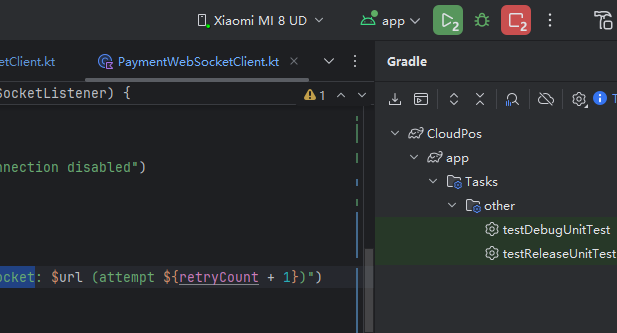 Xiaomi MI 8 UD
app
2
2
etClient.kt
PaymentWebSocketClient.kt
Gradle
SocketListener) {
1
nnection disabled")
ocket: $url (attempt ${retryCount + 1})")
CloudPos
app
Tasks
other
testDebugUnitTest
testReleaseUnitTest